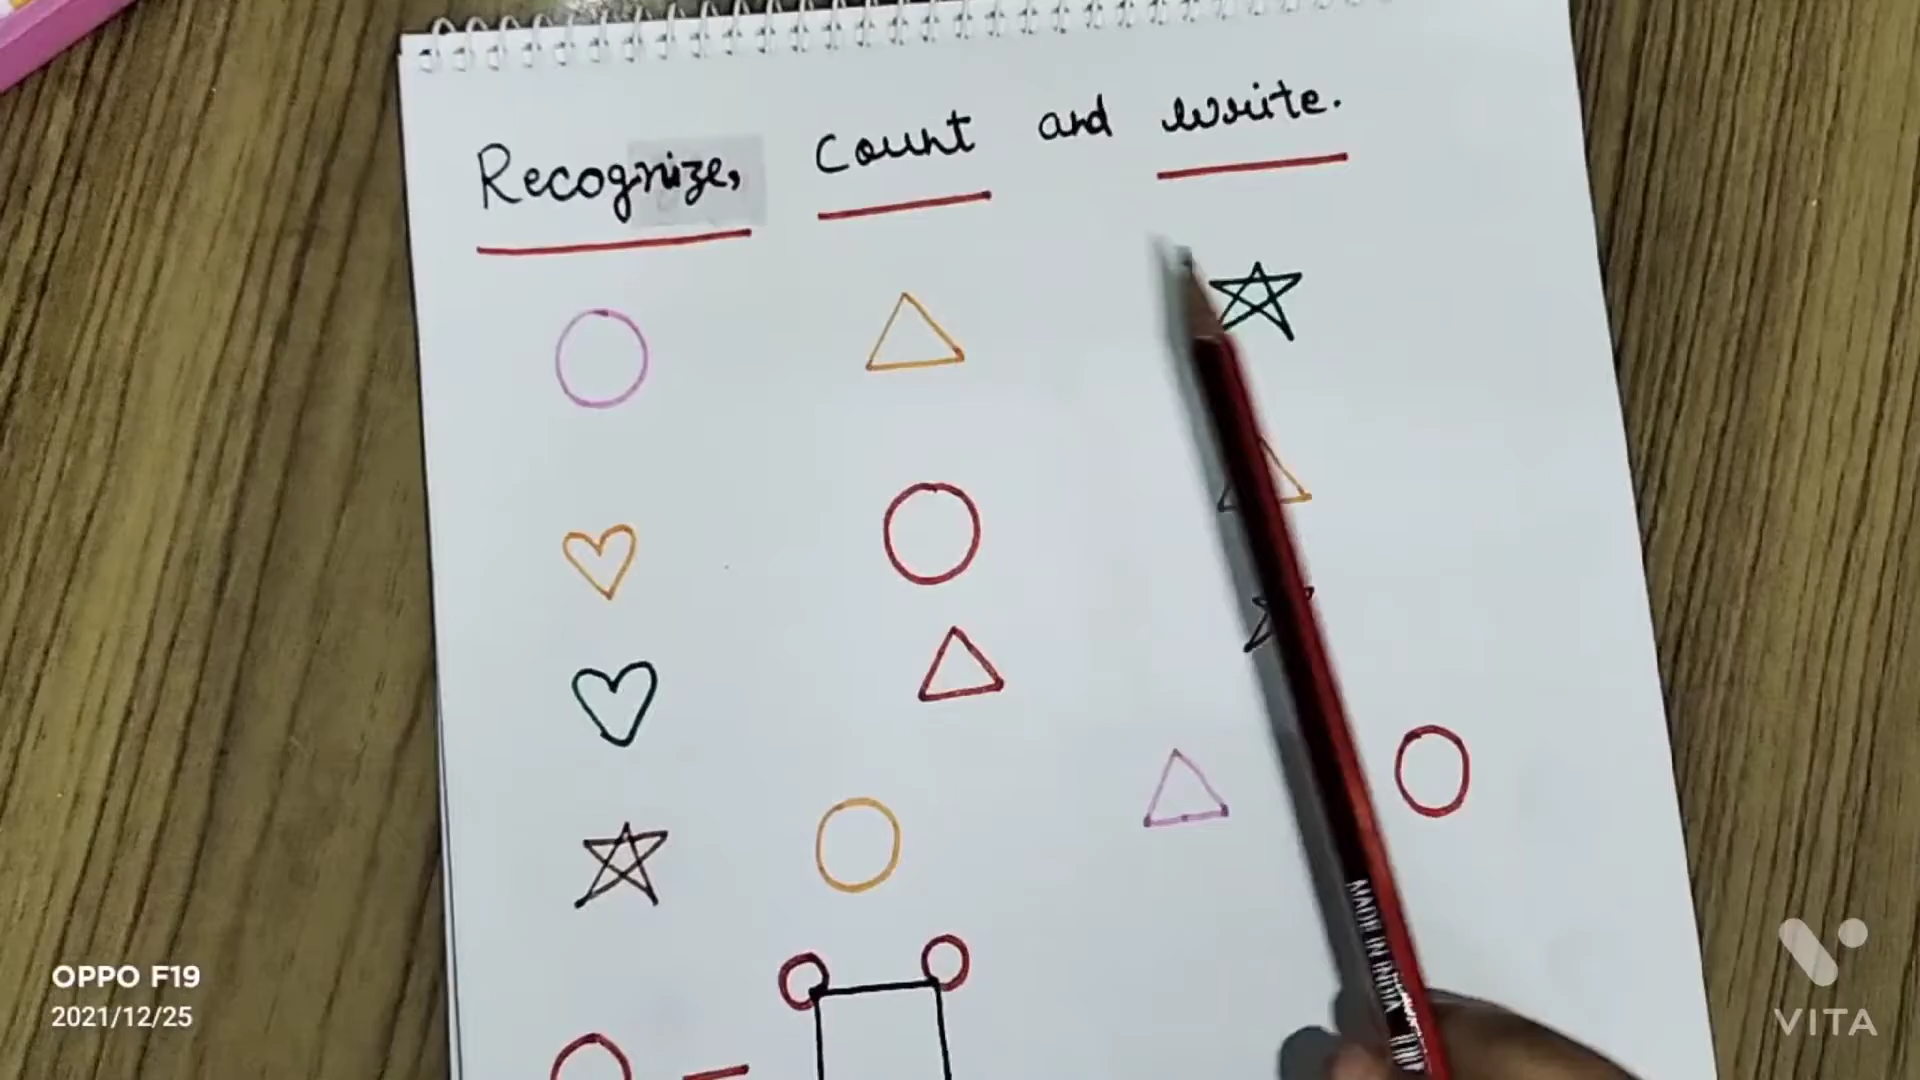 Recognize, Count and write.
MADE IN INDIA
OPPO F19
2021/12/25
VITA